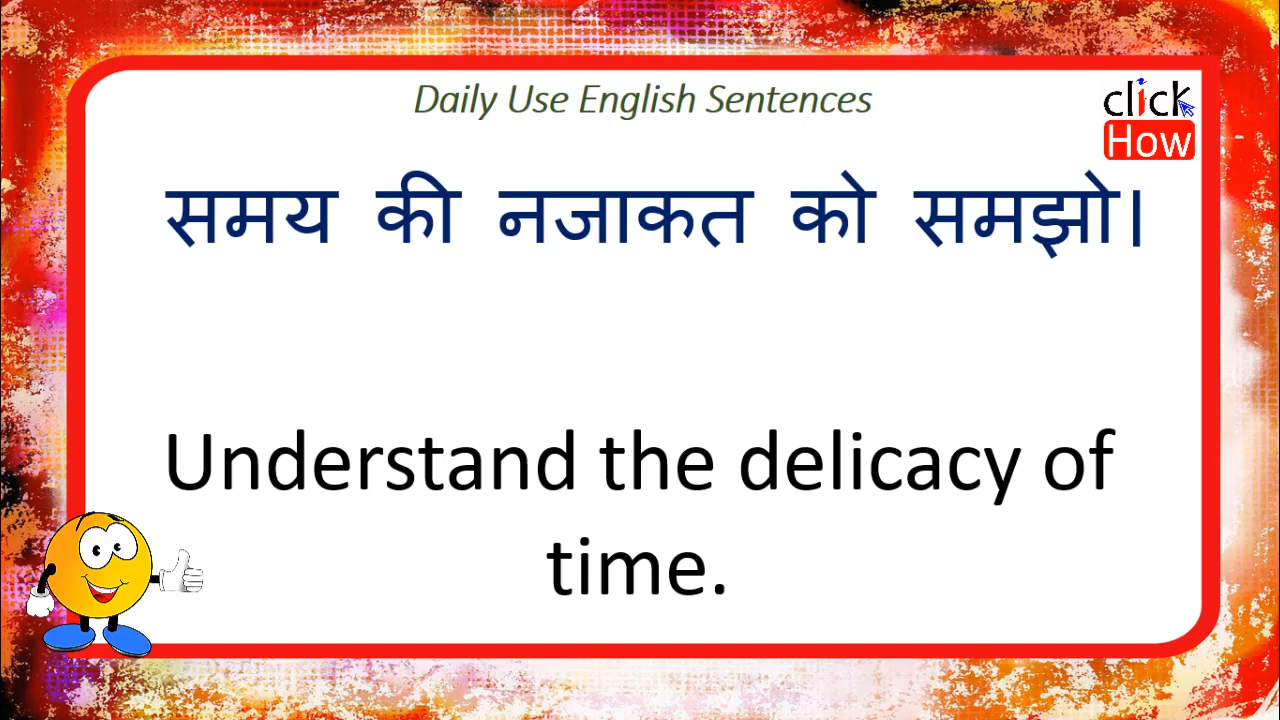 Daily Use English Sentences
click
How
समय की नजाकत को समझो।
Understand the delicacy of
time.